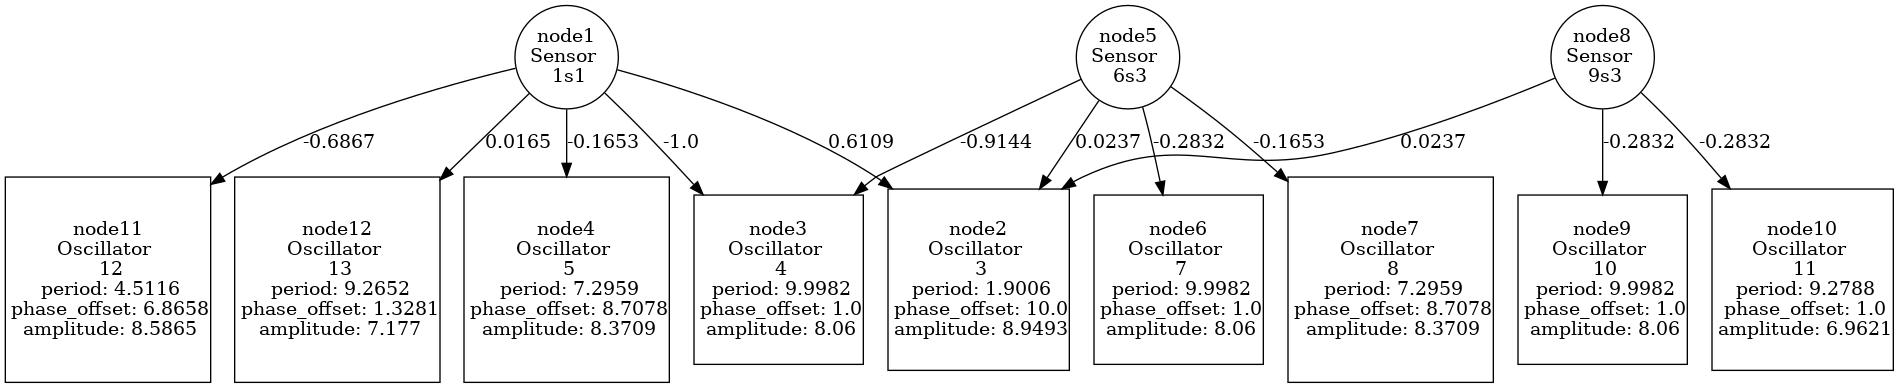 node1
Sensor
1s1
node5
Sensor
6s3
node8
Sensor
9s3
-0.6867
0.0165
-0.1653
-1.0
0.6109
-0.9144
0.0237
-0.2832
-0.1653
0.0237
-0.2832
-0.2832
node11
Oscillator
12
period: 4.5116
phase_offset: 6.8658
amplitude: 8.5865
node12
Oscillator
13
period: 9.2652
phase_offset: 1.3281
amplitude: 7.177
node4
Oscillator
5
period: 7.2959
phase_offset: 8.7078
amplitude: 8.3709
node3
Oscillator
4
period: 9.9982
phase_offset: 1.0
amplitude: 8.06
node2
Oscillator
3
period: 1.9006
phase_offset: 10.0
amplitude: 8.9493
node6
Oscillator
7
period: 9.9982
phase_offset: 1.0
amplitude: 8.06
node7
Oscillator
8
period: 7.2959
phase_offset: 8.7078
amplitude: 8.3709
node9
Oscillator
10
period: 9.9982
phase_offset: 1.0
amplitude: 8.06
node10
Oscillator
11
period: 9.2788
phase_offset: 1.0
amplitude: 6.9621